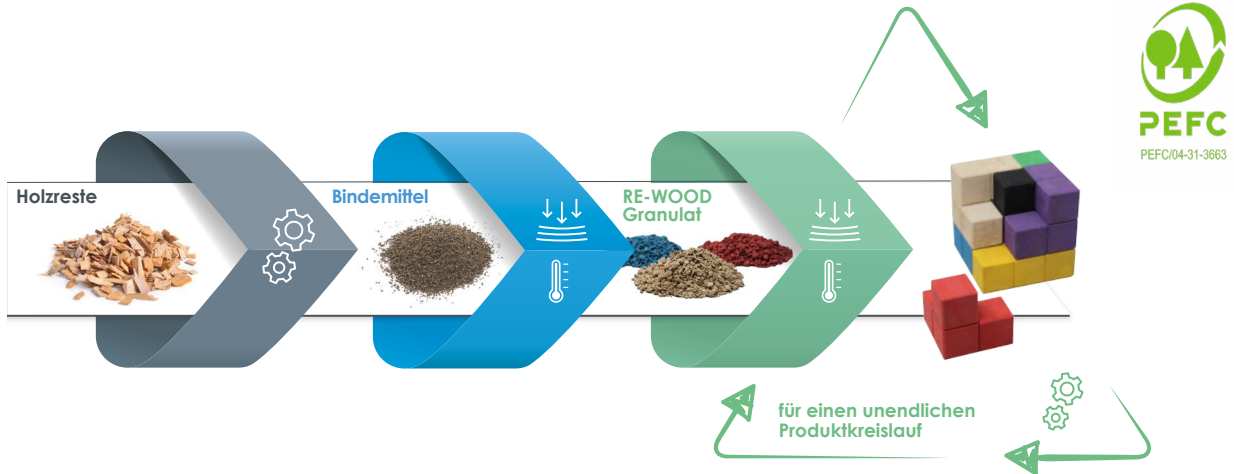 PEFC
PEFC/04-31-3663
Holzreste
Bindemittel
RE-WOOD
Granulat
für einen unendlichen
Produktkreislauf